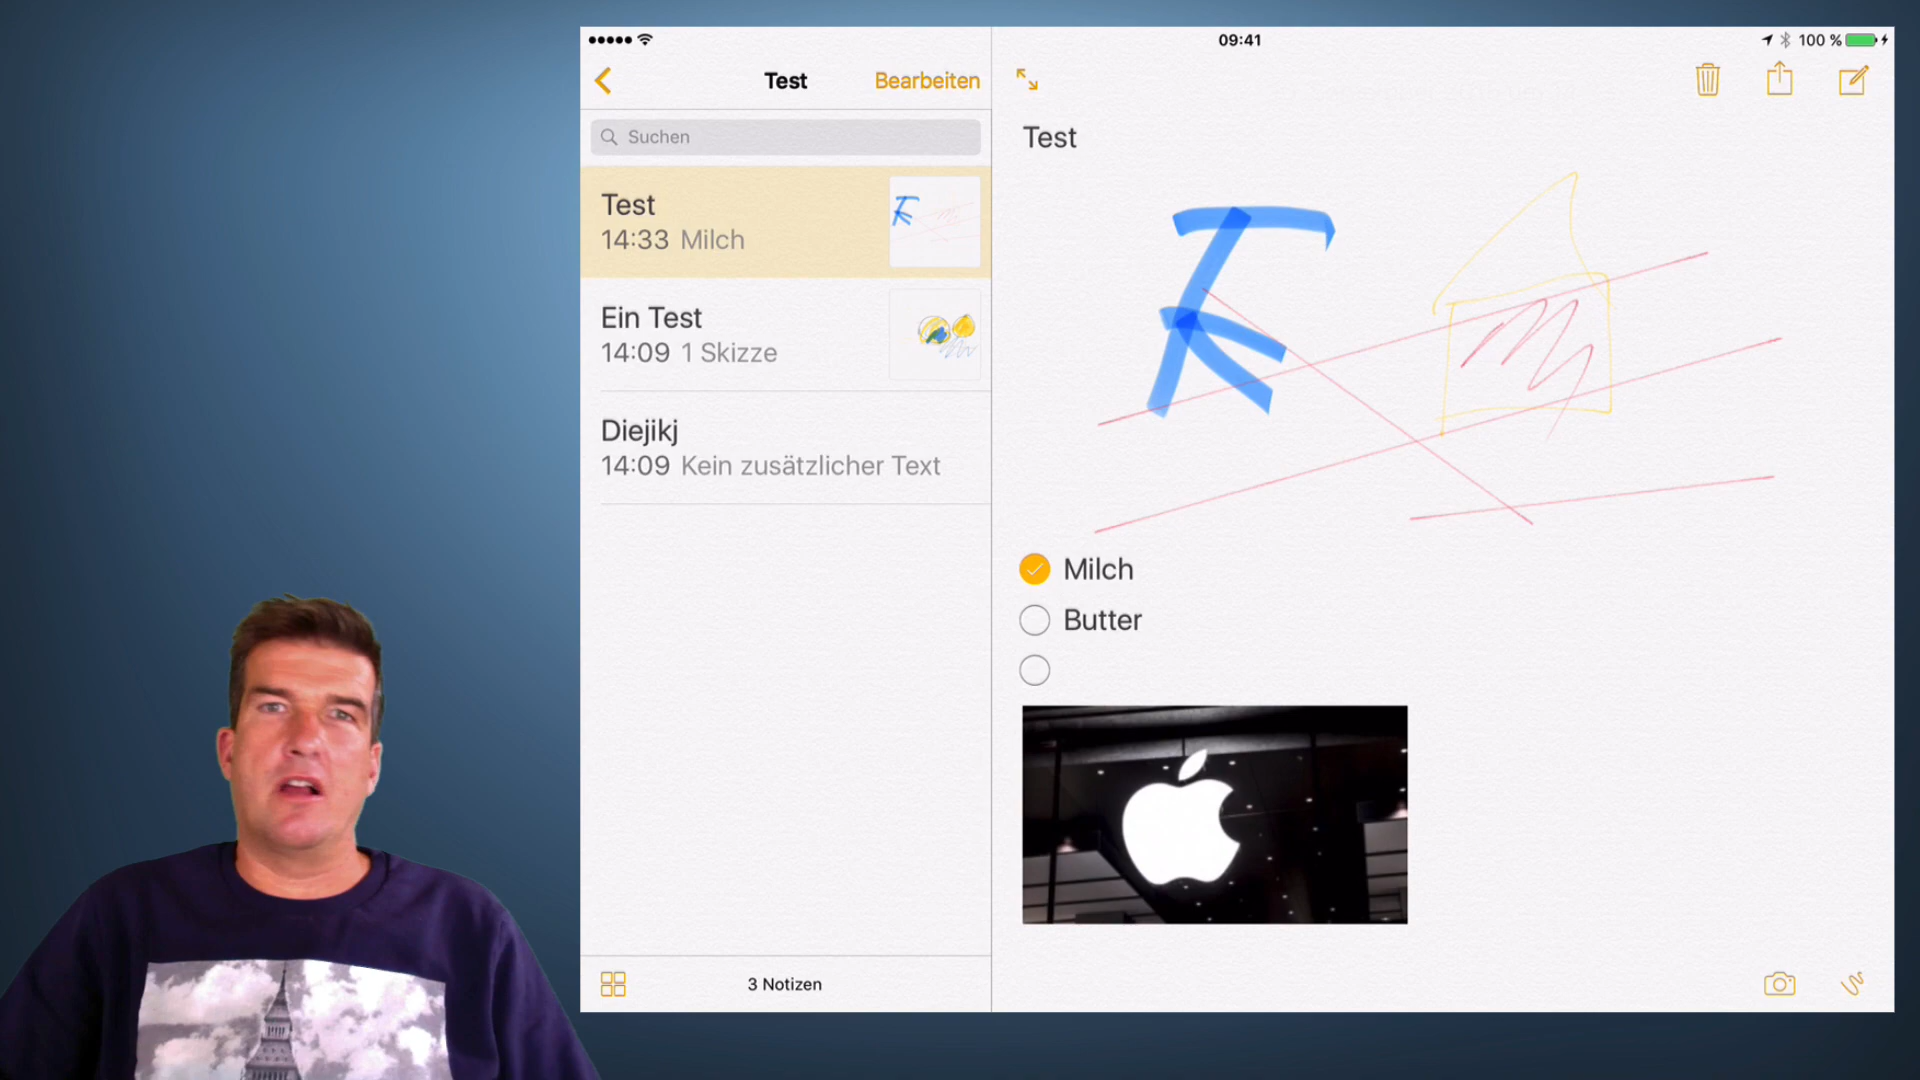 09:41
100 %
Test
Bearbeiten
Suchen
Test
14:33 Milch
Ein Test
14:09 1 Skizze
Diejikj
14:09 Kein zusätzlicher Text
3 Notizen
Test
Milch
Butter